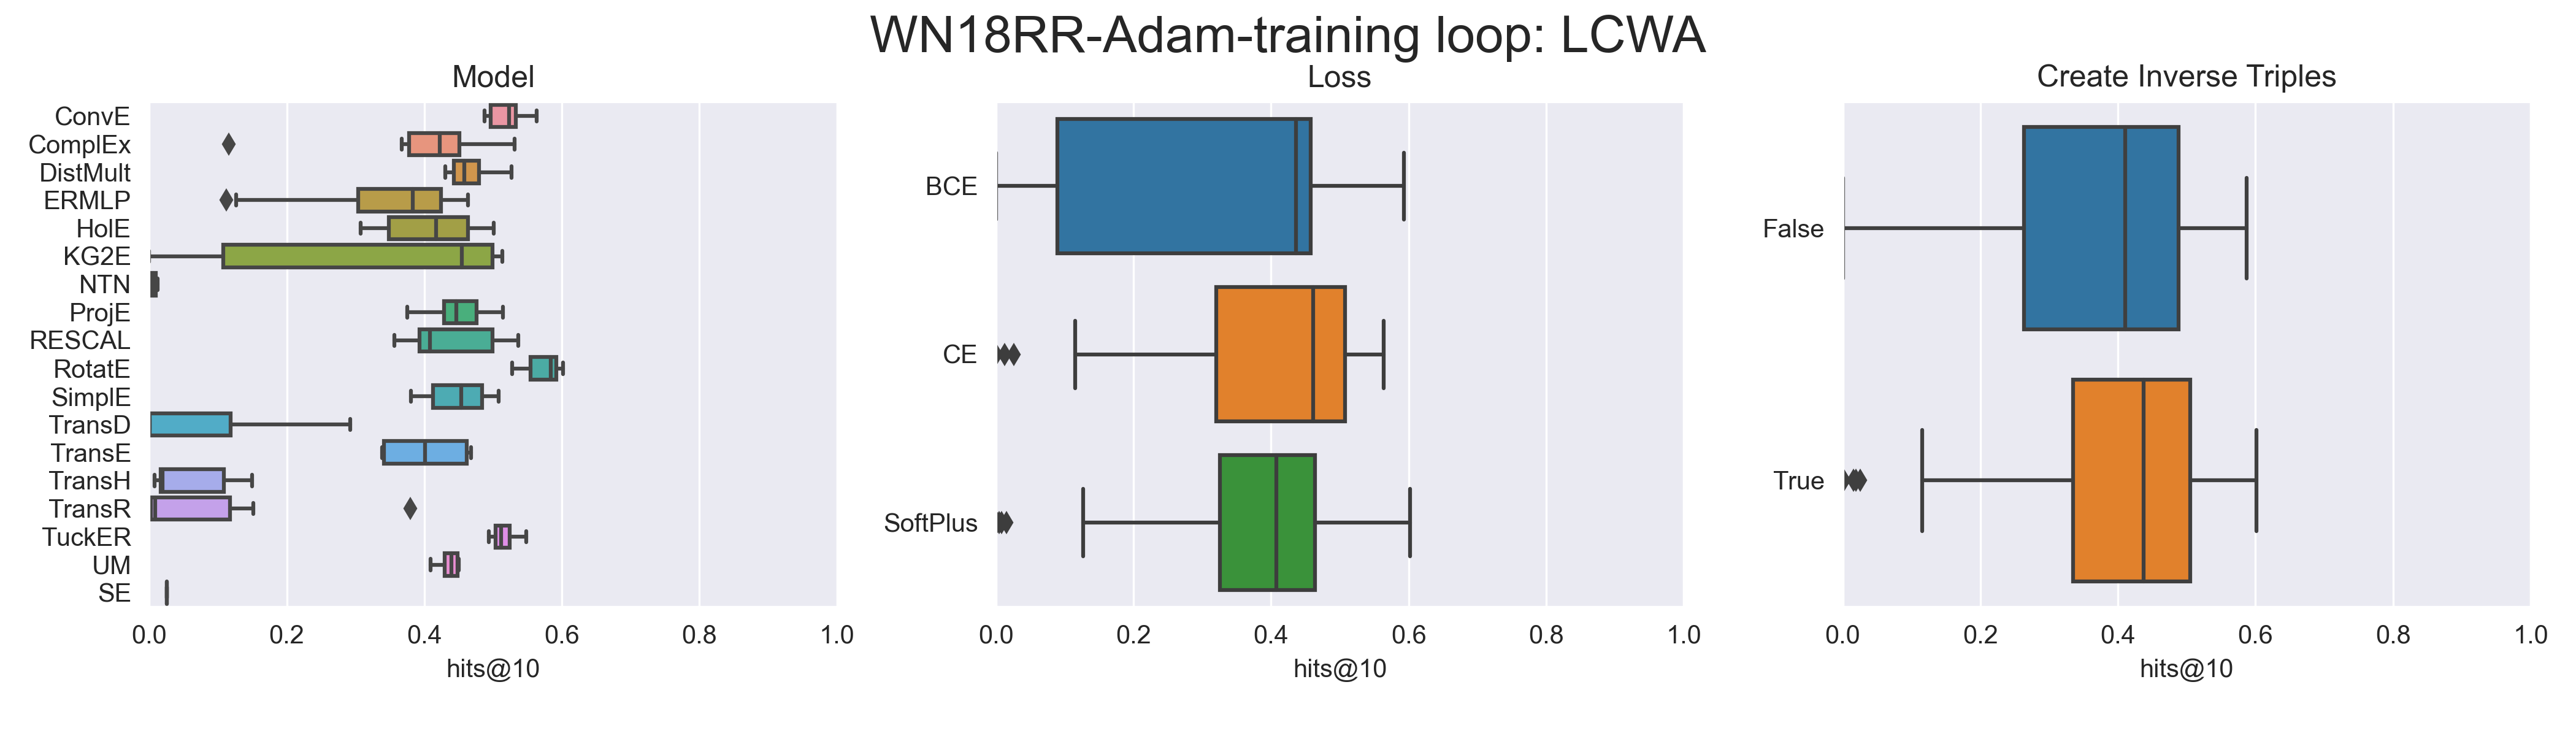 WN18RR-Adam-training loop: LCWA
Model
ConvE
ComplEx
DistMult
ERMLP
HolE
KG2E
NTN
ProjE
RESCAL
RotatE
SimplE
TransD
TransE
TransH
TransR
TuckER
UM
SE
0.0 0.2 0.4 0.6 0.8 1.0
hits@10
Loss
BCE
CE
SoftPlus
0.0 0.2 0.4 0.6 0.8 1.0
hits@10
Create Inverse Triples
False
True
0.0 0.2 0.4 0.6 0.8 1.0
hits@10